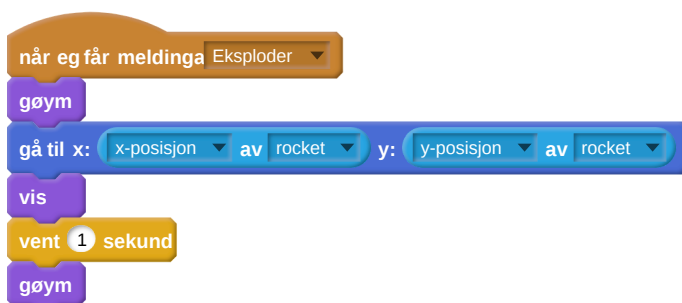 når eg får meldinga Eksploder
gøym
gå til x: x-posisjon av rocket y: y-posisjon av rocket
vis
vent 1 sekund
gøym